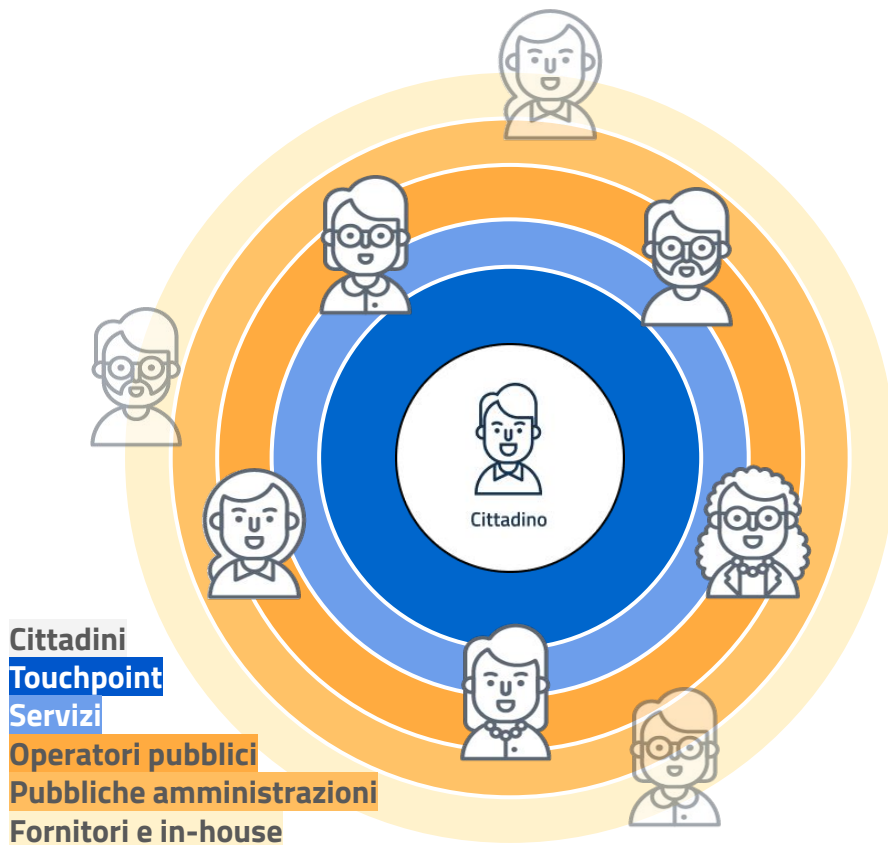 Cittadino
Cittadini
Touchpoint
Servizi
Operatori pubblici
Pubbliche amministrazioni
Fornitori e in-house